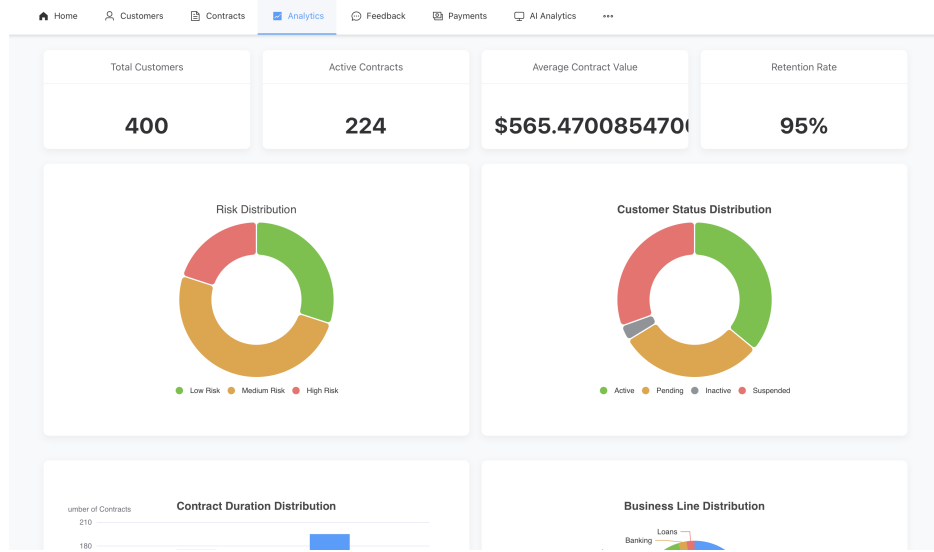 Home Customers Contracts Analytics Feedback Payments AI Analytics
Total Customers Active Contracts Average Contract Value Retention Rate
400 224 $565.4700854700 95%
Risk Distribution Customer Status Distribution
Low Risk Medium Risk High Risk Active Pending Inactive Suspended
Contract Duration Distribution Business Line Distribution
umber of Contracts
210
Loans
Banking
180